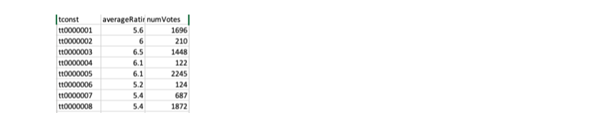 tconst averageRatir numVotes
tt0000001 5.6 1696
tt0000002 6 210
tt0000003 6.5 1448
tt0000004 6.1 122
tt0000005 6.1 2245
tt0000006 5.2 124
tt0000007 5.4 687
tt0000008 5.4 1872